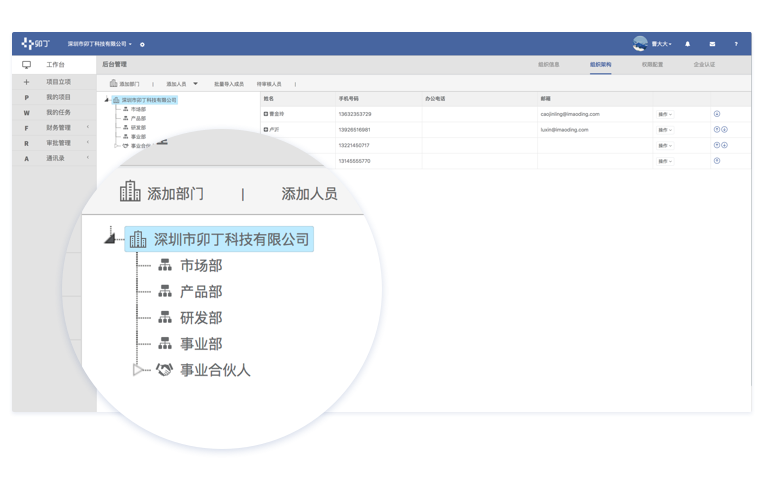 卯丁 深圳市卯丁科技有限公司 曹大大 ?
工作台 后台管理 组织信息 组织架构 权限配置 企业认证
+ 项目立项 添加部门 | 添加人员 批量导入成员 待审核人员 |
P 我的项目 深圳市卯丁科技有限公司 姓名 手机号码 办公电话 邮箱
W 我的任务 市场部 曹金玲 13632353729 caojinling@imaoding.com 操作
F 财务管理 产品部
R 审批管理 研发部 卢沂 13926516981 luxin@imaoding.com 操作
A 通讯录 事业部 13221450717 操作
事业合伙 13145555770 操作
添加部门 | 添加人员
深圳市卯丁科技有限公司
市场部
产品部
研发部
事业部
事业合伙人